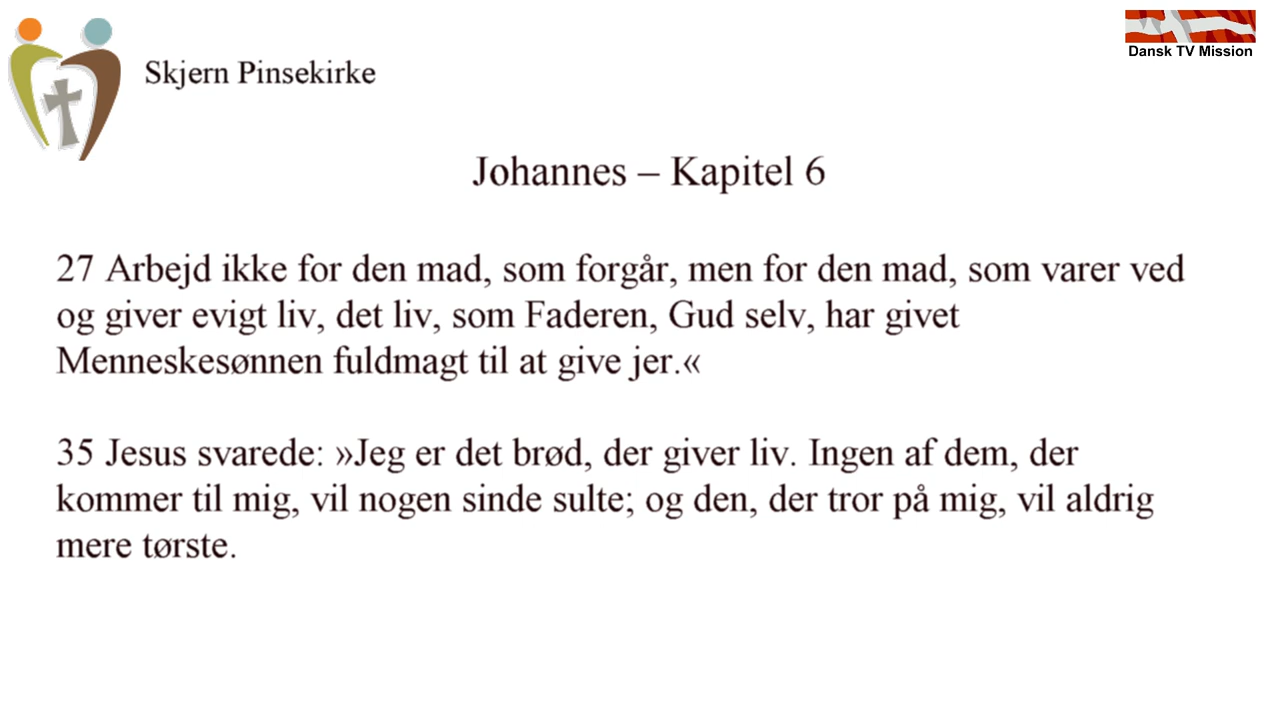 Dansk TV Mission
Skjern Pinsekirke
Johannes – Kapitel 6
27 Arbejd ikke for den mad, som forgår, men for den mad, som varer ved
og giver evigt liv, det liv, som Faderen, Gud selv, har givet
Menneskesønnen fuldmagt til at give jer.«
35 Jesus svarede: »Jeg er det brød, der giver liv. Ingen af dem, der
kommer til mig, vil nogen sinde sulte; og den, der tror på mig, vil aldrig
mere tørste.